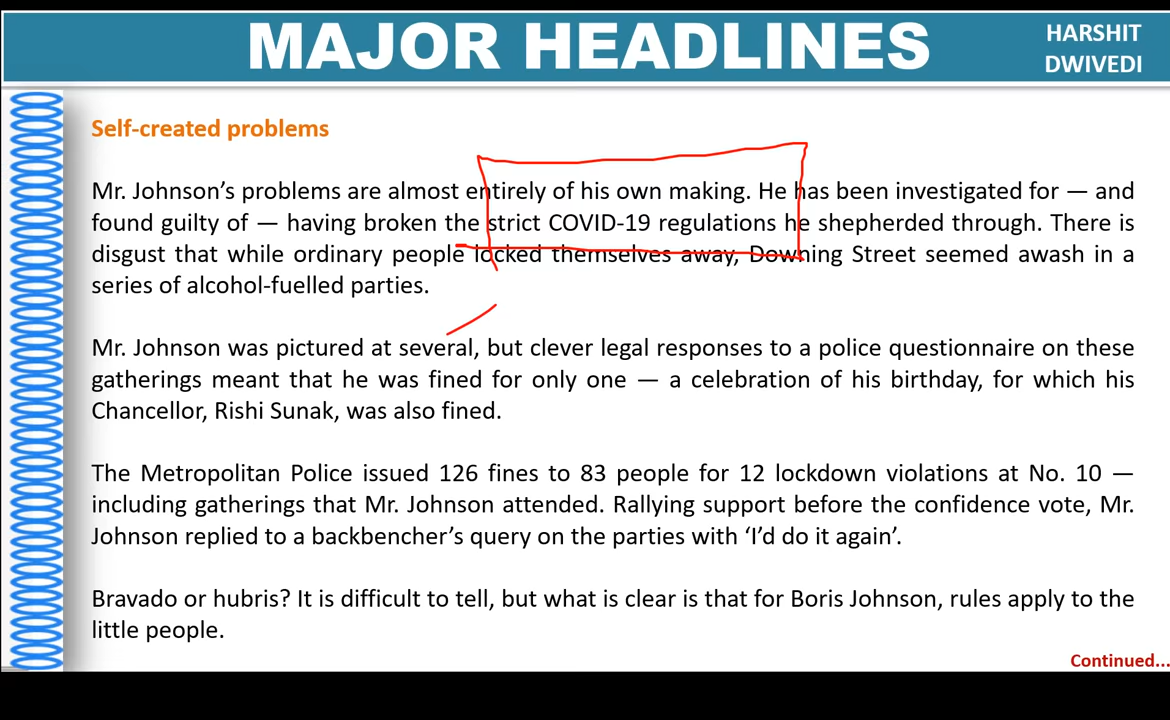 MAJOR HEADLINES
HARSHIT
DWIVEDI
Self-created problems
Mr. Johnson’s problems are almost entirely of his own making. He has been investigated for — and
found guilty of — having broken the strict COVID-19 regulations he shepherded through. There is
disgust that while ordinary people locked themselves away, Downing Street seemed awash in a
series of alcohol-fuelled parties.
Mr. Johnson was pictured at several, but clever legal responses to a police questionnaire on these
gatherings meant that he was fined for only one — a celebration of his birthday, for which his
Chancellor, Rishi Sunak, was also fined.
The Metropolitan Police issued 126 fines to 83 people for 12 lockdown violations at No. 10 —
including gatherings that Mr. Johnson attended. Rallying support before the confidence vote, Mr.
Johnson replied to a backbencher’s query on the parties with ‘I’d do it again’.
Bravado or hubris? It is difficult to tell, but what is clear is that for Boris Johnson, rules apply to the
little people.
Continued...